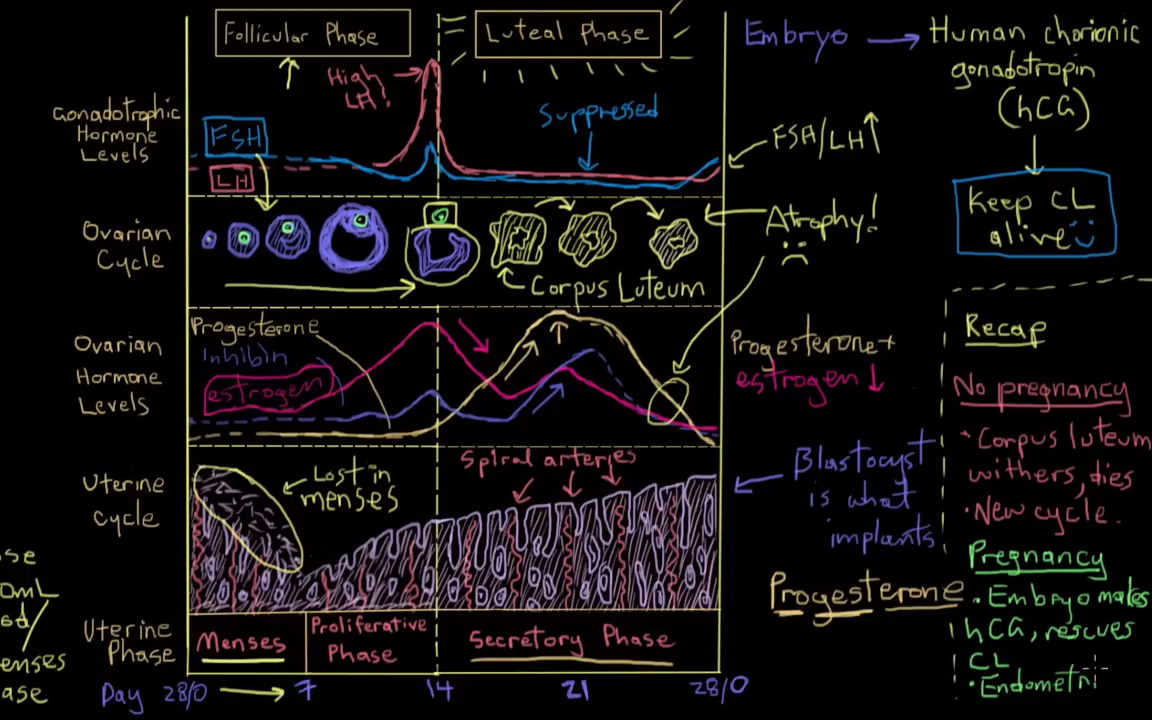 Follicular Phase
Luteal Phase
High
LH!
Suppressed
Gonadotrophic
Hormone
Levels
FSH
LH
Ovarian
Cycle
Corpus Luteum
Ovarian
Hormone
Levels
Progesterone
inhibin
estrogen
Uterine
Cycle
Lost in
menses
Spiral arteries
Uterine
Phase
Menses
Proliferative
Phase
Secretory Phase
Day 28/0
7
14
21
28/0
Embryo
Human chorionic
gonadotropin
(hCG)
Keep CL
alive
FSH/LH
Atrophy!
Progesterone+
estrogen
Blastocyst
is what
implants
Progesterone
Recap
No pregnancy
• Corpus luteum
withers, dies
• New cycle.
Pregnancy
• Embryo makes
hCG, rescues
CL
• Endometri
enses